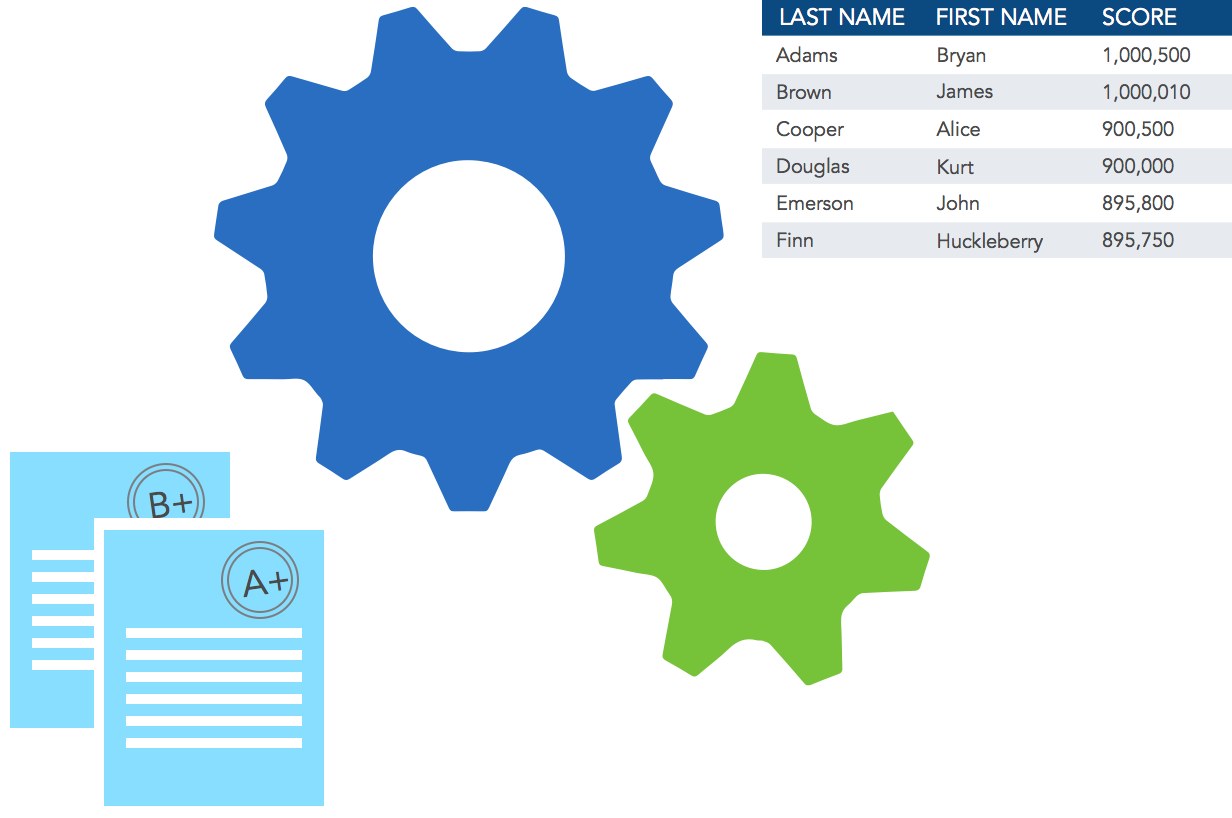 LAST NAME FIRST NAME SCORE
Adams Bryan 1,000,500
Brown James 1,000,010
Cooper Alice 900,500
Douglas Kurt 900,000
Emerson John 895,800
Finn Huckleberry 895,750
B+
A+